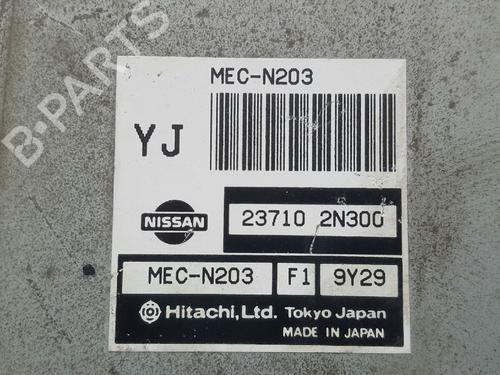 MEC-N203
YJ
NISSAN
23710 2N300
MEC-N203 F1 9Y29
Hitachi, Ltd. Tokyo Japan
MADE IN JAPAN
B-PARTS